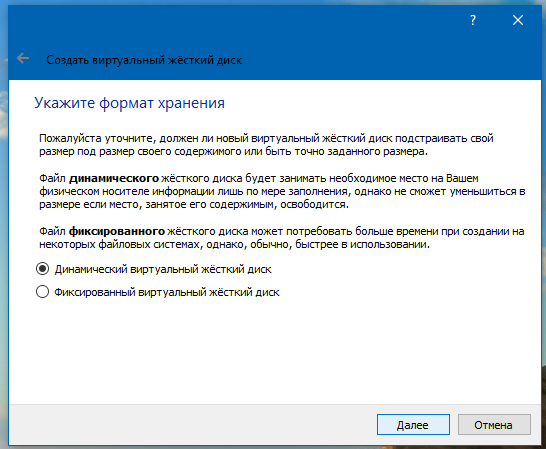 ?
Создать виртуальный жёсткий диск
Укажите формат хранения
Пожалуйста уточните, должен ли новый виртуальный жёсткий диск подстраивать свой
размер под размер своего содержимого или быть точно заданного размера.
Файл динамического жёсткого диска будет занимать необходимое место на Вашем
физическом носителе информации лишь по мере заполнения, однако не сможет уменьшиться в
размере если место, занятое его содержимым, освободится.
Файл фиксированного жёсткого диска может потребовать больше времени при создании на
некоторых файловых системах, однако, обычно, быстрее в использовании.
Динамический виртуальный жёсткий диск
Фиксированный виртуальный жёсткий диск
Далее
Отмена